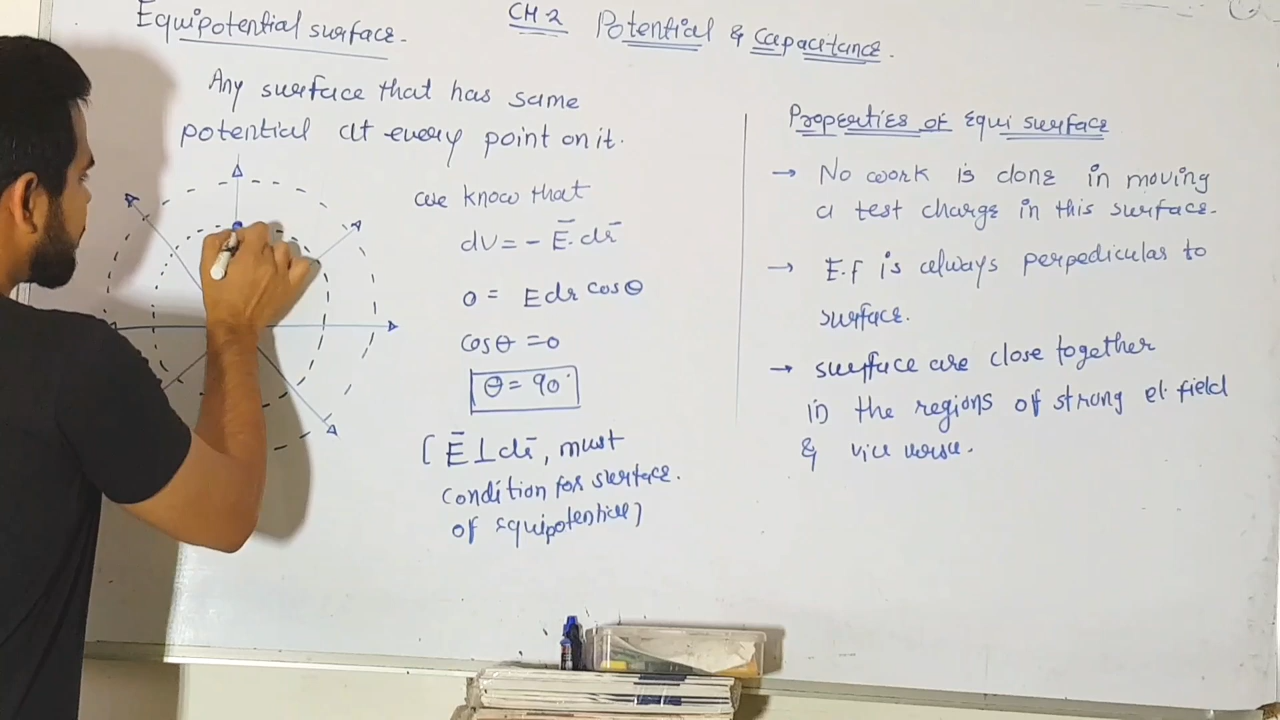 Equipotential surface.
CH-2 Potential & Capacitance.
Any surface that has same
potential at every point on it.
we know that
dV = - E̅. dr̅
0 = E dr cosθ
cosθ = 0
θ = 90°
[E̅ ⊥ dr̅, must
condition for surface.
of equipotential]
Properties of Equi surface
→ No work is done in moving
a test charge in this surface.
→ E.f is always perpedicular to
surface.
→ surface are close together
in the regions of strong el. field
& vice versa.